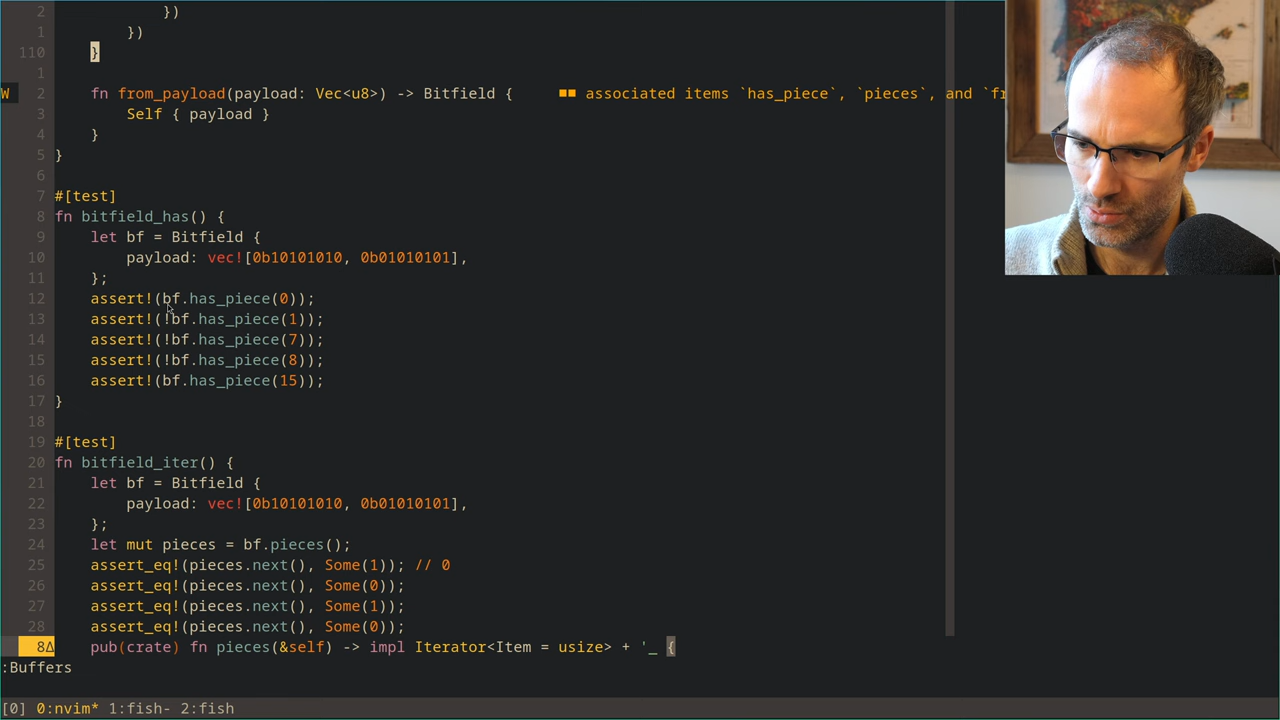 2 })
1 })
110 }
1
W 2 fn from_payload(payload: Vec<u8>) -> Bitfield { ■■ associated items `has_piece`, `pieces`, and `fr
3 Self { payload }
4 }
5 }
6
7 #[test]
8 fn bitfield_has() {
9 let bf = Bitfield {
10 payload: vec![0b10101010, 0b01010101],
11 };
12 assert!(bf.has_piece(0));
13 assert!(!bf.has_piece(1));
14 assert!(!bf.has_piece(7));
15 assert!(!bf.has_piece(8));
16 assert!(bf.has_piece(15));
17 }
18
19 #[test]
20 fn bitfield_iter() {
21 let bf = Bitfield {
22 payload: vec![0b10101010, 0b01010101],
23 };
24 let mut pieces = bf.pieces();
25 assert_eq!(pieces.next(), Some(1)); // 0
26 assert_eq!(pieces.next(), Some(0));
27 assert_eq!(pieces.next(), Some(1));
28 assert_eq!(pieces.next(), Some(0));
8Δ pub(crate) fn pieces(&self) -> impl Iterator<Item = usize> + '_ {
:Buffers
[0] 0:nvim* 1:fish- 2:fish